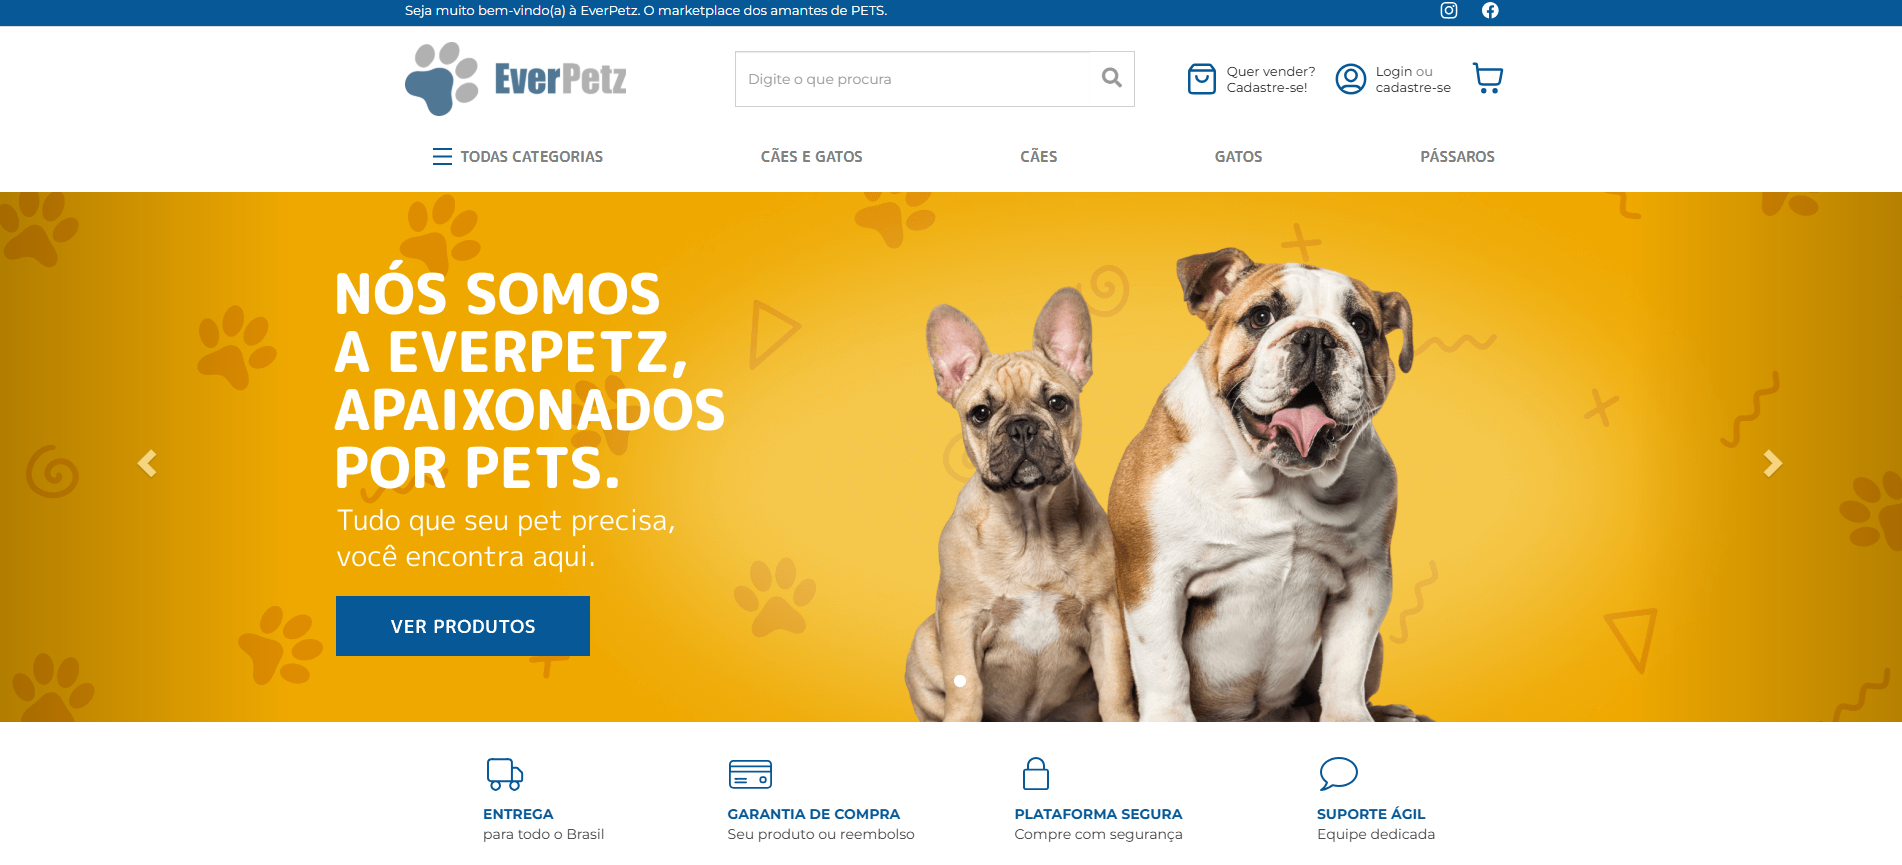 Seja muito bem-vindo(a) à EverPetz. O marketplace dos amantes de PETS.
EverPetz
Digite o que procura
Quer vender?
Cadastre-se!
Login ou
cadastre-se
TODAS CATEGORIAS
CÃES E GATOS
CÃES
GATOS
PÁSSAROS
NÓS SOMOS
A EVERPETZ,
APAIXONADOS
POR PETS.
Tudo que seu pet precisa,
você encontra aqui.
VER PRODUTOS
ENTREGA
para todo o Brasil
GARANTIA DE COMPRA
Seu produto ou reembolso
PLATAFORMA SEGURA
Compre com segurança
SUPORTE ÁGIL
Equipe dedicada